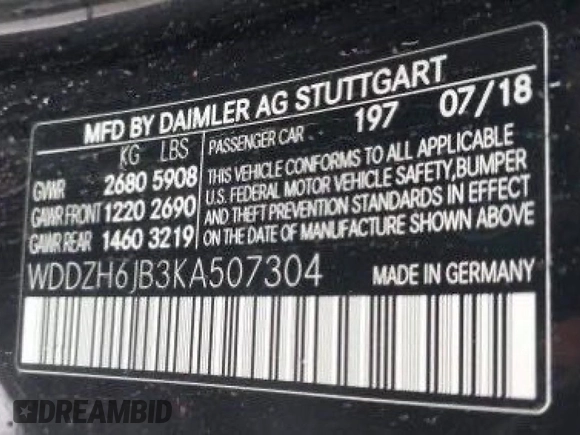 MFD BY DAIMLER AG STUTTGART
KG LBS
GVWR 2680 5908
GAWR FRONT 1220 2690
GAWR REAR 1460 3219
PASSENGER CAR 197 07/18
THIS VEHICLE CONFORMS TO ALL APPLICABLE
U.S. FEDERAL MOTOR VEHICLE SAFETY, BUMPER
AND THEFT PREVENTION STANDARDS IN EFFECT
ON THE DATE OF MANUFACTURE SHOWN ABOVE
WDDZH6JB3KA507304 MADE IN GERMANY
DREAMBID